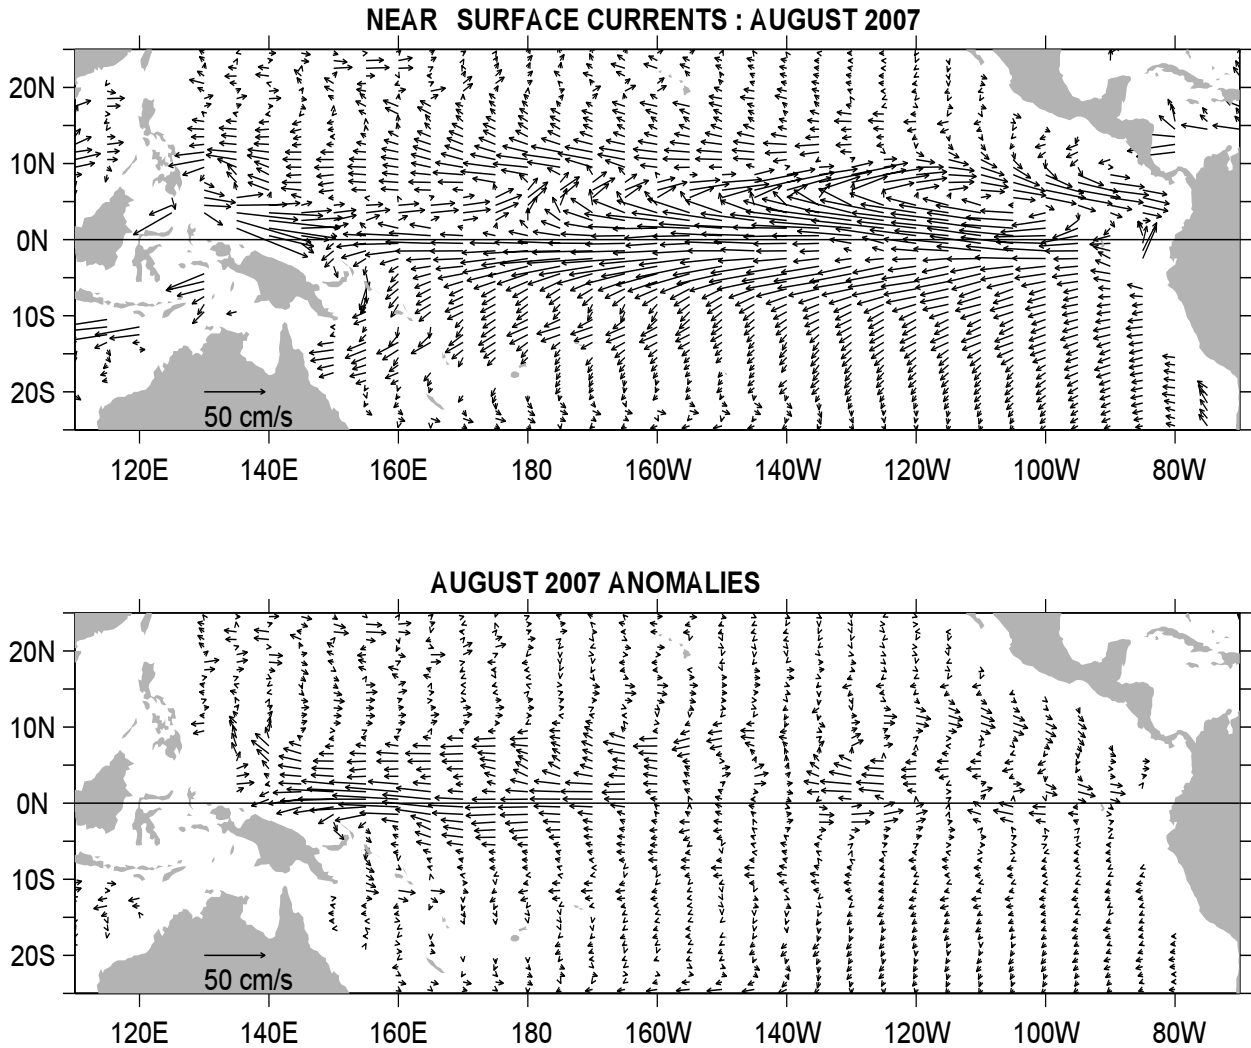 NEAR SURFACE CURRENTS : AUGUST 2007
20N
10N
0N
10S
20S
50 cm/s
120E 140E 160E 180 160W 140W 120W 100W 80W
AUGUST 2007 ANOMALIES
20N
10N
0N
10S
20S
50 cm/s
120E 140E 160E 180 160W 140W 120W 100W 80W